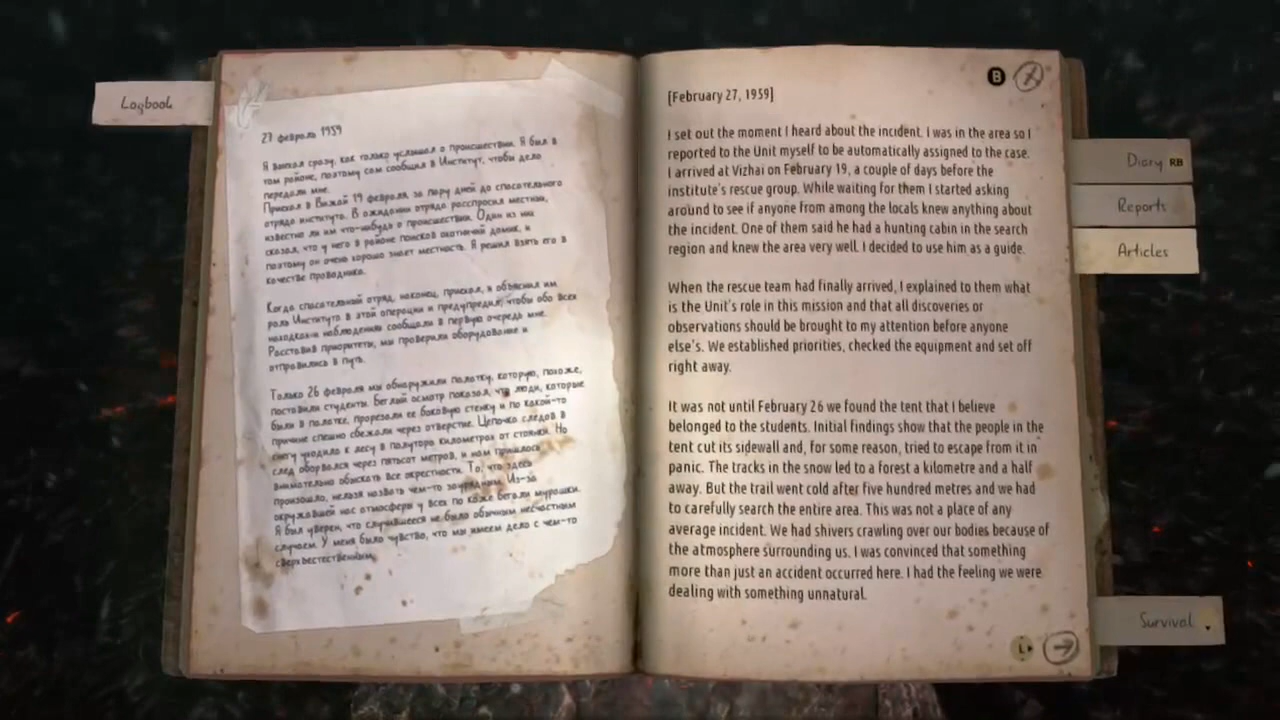 Logbook
27 февраль 1959
Я выехал сразу, как только услышал о происшествии. Я был в
том районе, поэтому сам сообщил в Институт, чтобы дело
передали мне.
Приехал в Вижай 19 февраля, за пару дней до спасательного
отряда института. В ожидании отряда расспросил местных,
известно ли им что-нибудь о происшествии. Один из них
сказал, что у него в районе поисков охотничий домик, и
поэтому он очень хорошо знает местность. Я решил взять его в
качестве проводника.
Когда спасательный отряд, наконец, приехал, я объяснил им
роль Института в этой операции и предупредил, чтобы обо всех
находках и наблюдениях сообщали в первую очередь мне.
Расставив приоритеты, мы проверили оборудование и
отправились в путь.
Только 26 февраля мы обнаружили палатку, которую, похоже,
поставили студенты. Беглый осмотр показал, что люди, которые
были в палатке, прорезали ее боковую стенку и по какой-то
причине спешно сбежали через отверстие. Цепочка следов в
снегу уходила к лесу в полутора километрах от стоянки. Но
след оборвался через пятьсот метров, и нам пришлось
внимательно обыскать все окрестности. То, что здесь
произошло, нельзя назвать чем-то заурядным. Из-за
окружавшей нас атмосферы у всех по коже бегали мурашки.
Я был уверен, что случившееся не было обычным несчастным
случаем. У меня было чувство, что мы имеем дело с чем-то
сверхъестественным.
B
[February 27, 1959]
I set out the moment I heard about the incident. I was in the area so I
reported to the Unit myself to be automatically assigned to the case.
I arrived at Vizhai on February 19, a couple of days before the
institute's rescue group. While waiting for them I started asking
around to see if anyone from among the locals knew anything about
the incident. One of them said he had a hunting cabin in the search
region and knew the area very well. I decided to use him as a guide.
When the rescue team had finally arrived, I explained to them what
is the Unit's role in this mission and that all discoveries or
observations should be brought to my attention before anyone
else's. We established priorities, checked the equipment and set off
right away.
It was not until February 26 we found the tent that I believe
belonged to the students. Initial findings show that the people in the
tent cut its sidewall and, for some reason, tried to escape from it in
panic. The tracks in the snow led to a forest a kilometre and a half
away. But the trail went cold after five hundred metres and we had
to carefully search the entire area. This was not a place of any
average incident. We had shivers crawling over our bodies because of
the atmosphere surrounding us. I was convinced that something
more than just an accident occurred here. I had the feeling we were
dealing with something unnatural.
L
Diary RB
Reports
Articles
Survival